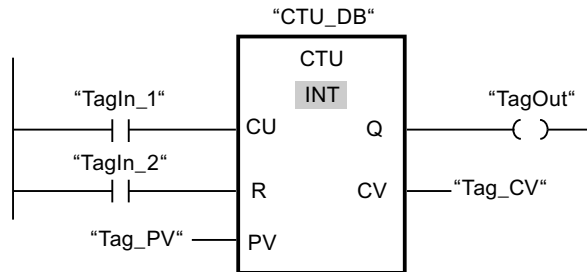 “CTU_DB“
CTU
INT
“TagIn_1“ “TagOut“
CU Q
“TagIn_2“
R CV “Tag_CV“
“Tag_PV“ PV